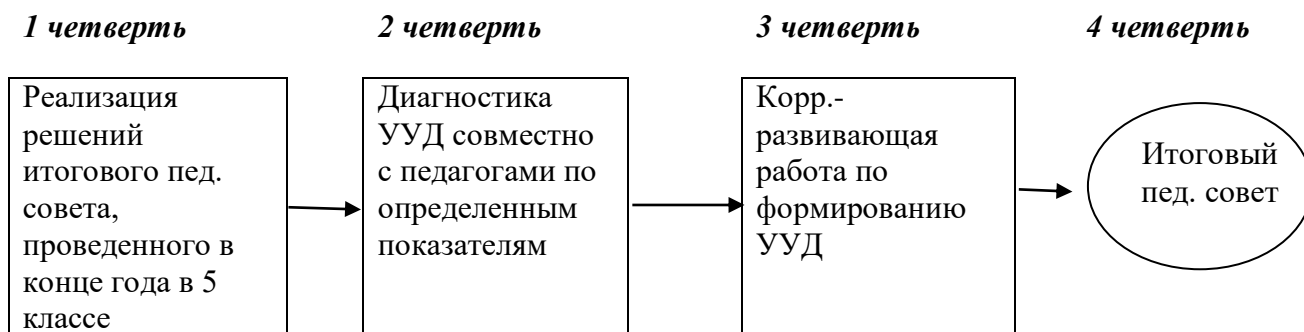 1 четверть
2 четверть
3 четверть
4 четверть
Реализация
решений
итогового пед.
совета,
проведенного в
конце года в 5
классе
Диагностика
УУД совместно
с педагогами по
определенным
показателям
Корр.-
развивающая
работа по
формированию
УУД
Итоговый
пед. совет